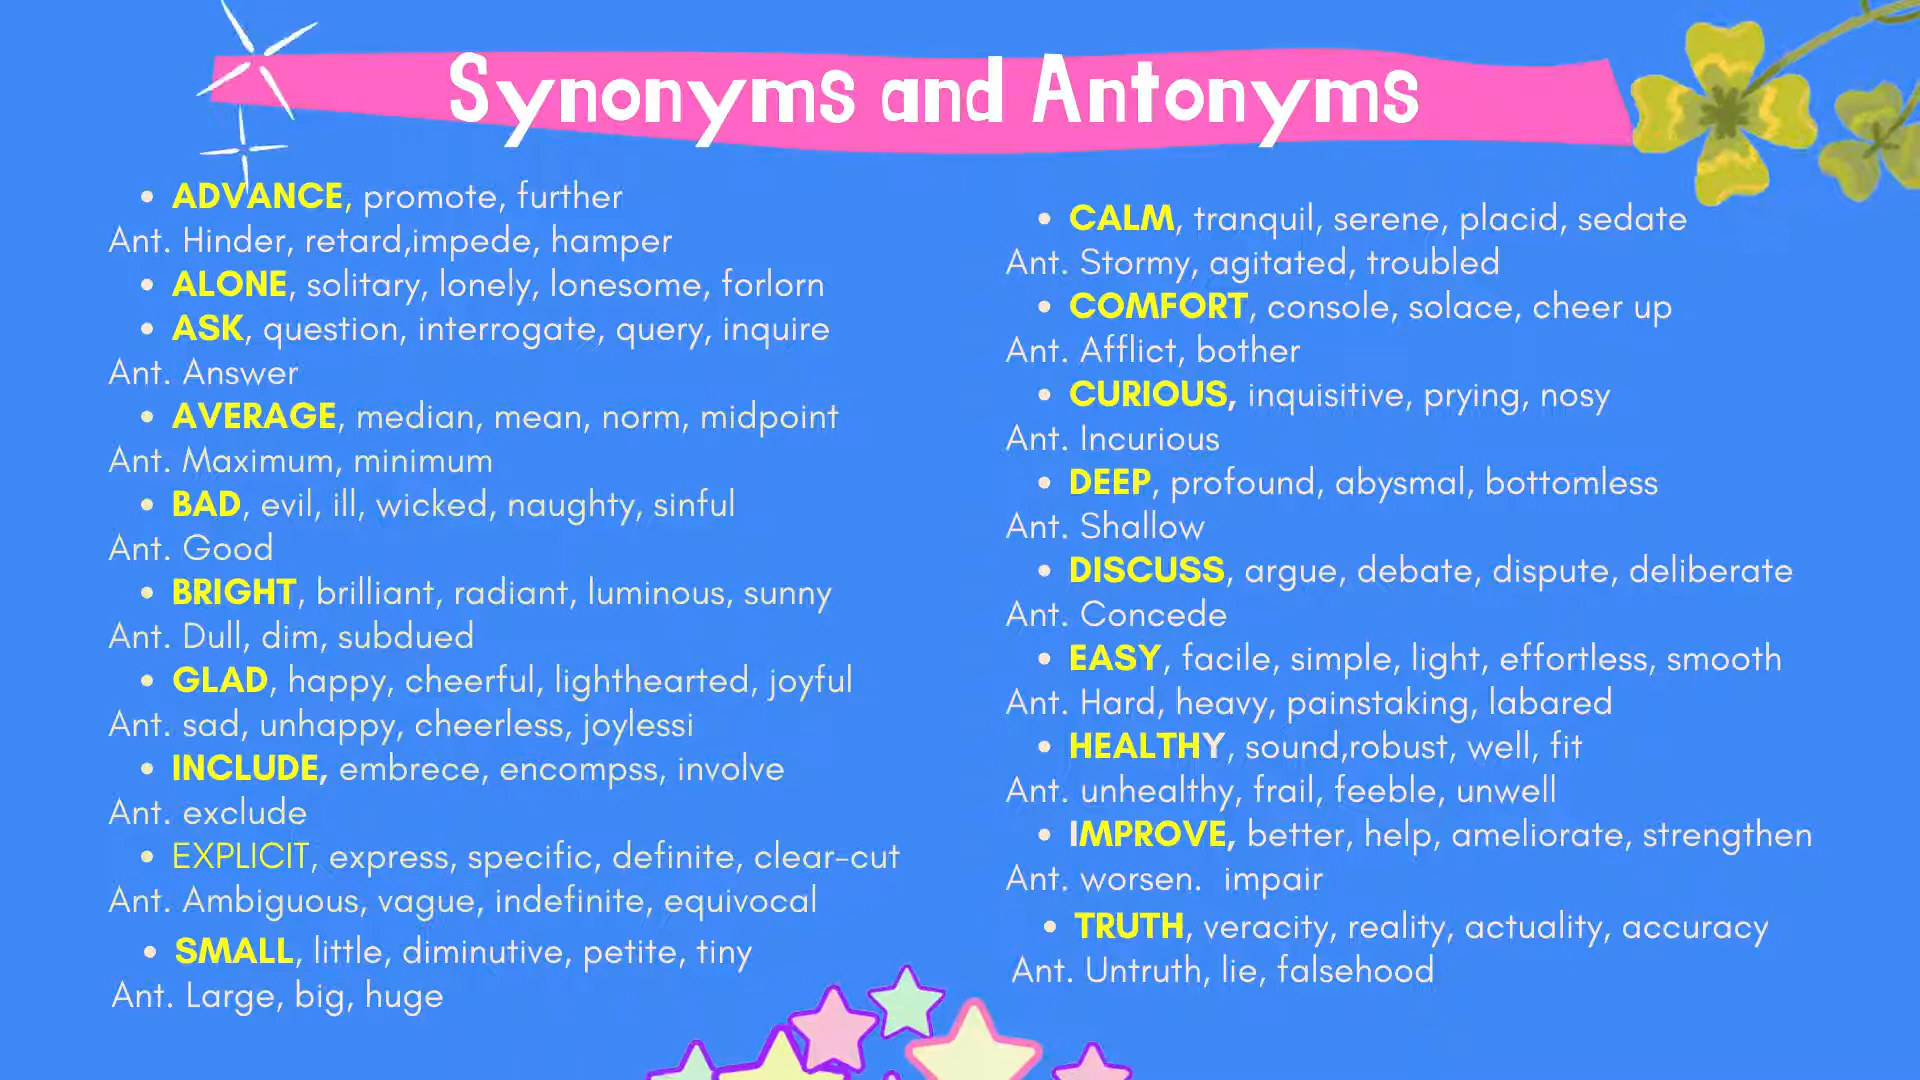 Synonyms and Antonyms
• ADVANCE, promote, further
Ant. Hinder, retard,impede, hamper
• ALONE, solitary, lonely, lonesome, forlorn
• ASK, question, interrogate, query, inquire
Ant. Answer
• AVERAGE, median, mean, norm, midpoint
Ant. Maximum, minimum
• BAD, evil, ill, wicked, naughty, sinful
Ant. Good
• BRIGHT, brilliant, radiant, luminous, sunny
Ant. Dull, dim, subdued
• GLAD, happy, cheerful, lighthearted, joyful
Ant. sad, unhappy, cheerless, joylessi
• INCLUDE, embrece, encompss, involve
Ant. exclude
• EXPLICIT, express, specific, definite, clear-cut
Ant. Ambiguous, vague, indefinite, equivocal
• SMALL, little, diminutive, petite, tiny
Ant. Large, big, huge
• CALM, tranquil, serene, placid, sedate
Ant. Stormy, agitated, troubled
• COMFORT, console, solace, cheer up
Ant. Afflict, bother
• CURIOUS, inquisitive, prying, nosy
Ant. Incurious
• DEEP, profound, abysmal, bottomless
Ant. Shallow
• DISCUSS, argue, debate, dispute, deliberate
Ant. Concede
• EASY, facile, simple, light, effortless, smooth
Ant. Hard, heavy, painstaking, labared
• HEALTHY, sound,robust, well, fit
Ant. unhealthy, frail, feeble, unwell
• IMPROVE, better, help, ameliorate, strengthen
Ant. worsen.  impair
• TRUTH, veracity, reality, actuality, accuracy
Ant. Untruth, lie, falsehood